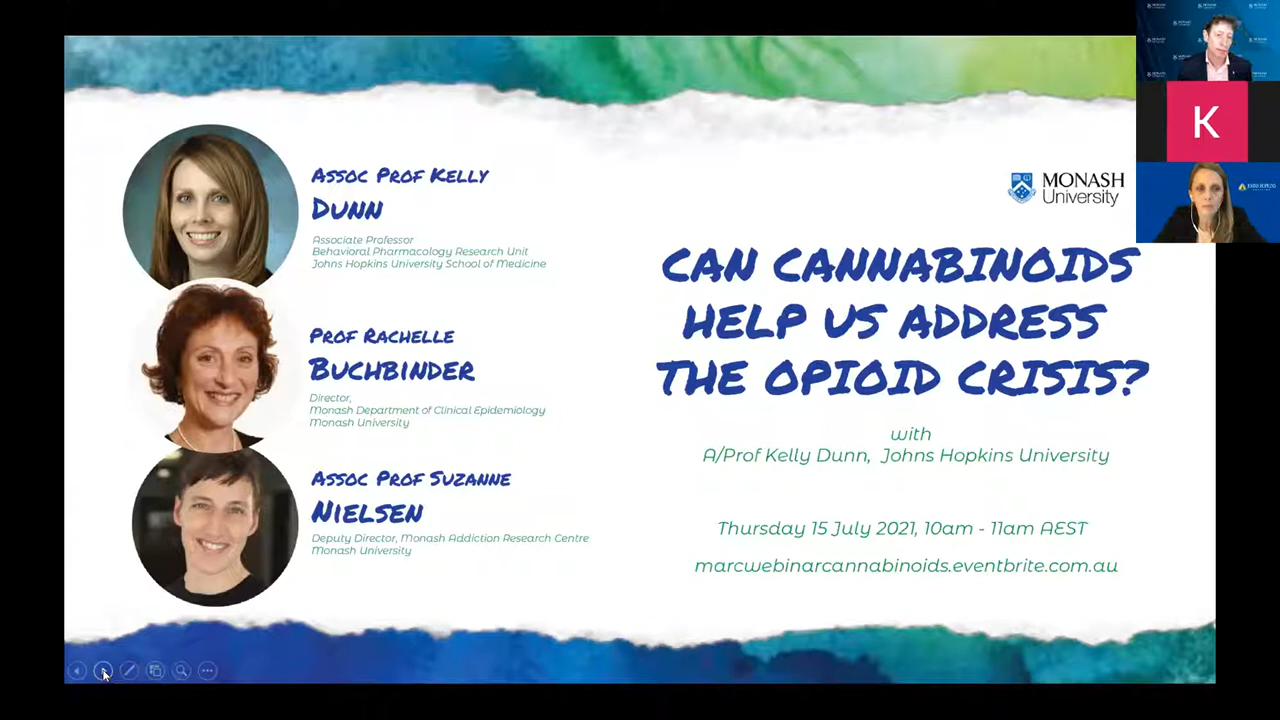 ASSOC PROF KELLY
DUNN
Associate Professor
Behavioral Pharmacology Research Unit
Johns Hopkins University School of Medicine
PROF RACHELLE
BUCHBINDER
Director,
Monash Department of Clinical Epidemiology
Monash University
ASSOC PROF SUZANNE
NIELSEN
Deputy Director, Monash Addiction Research Centre
Monash University
MONASH
University
CAN CANNABINOIDS
HELP US ADDRESS
THE OPIOID CRISIS?
with
A/Prof Kelly Dunn, Johns Hopkins University
Thursday 15 July 2021, 10am - 11am AEST
marcwebinarcannabinoids.eventbrite.com.au
K
JOHNS HOPKINS